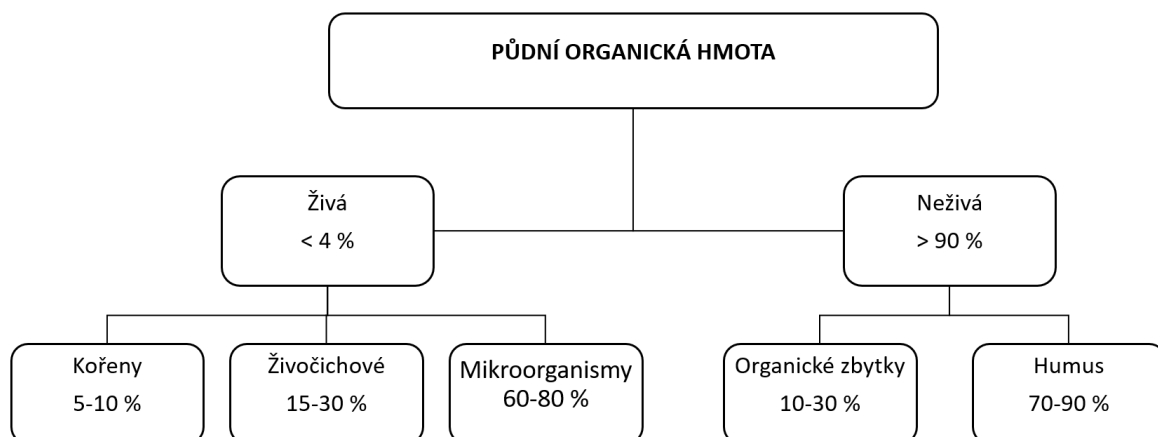 PŮDNÍ ORGANICKÁ HMOTA
Živá
< 4 %
Neživá
> 90 %
Kořeny
5-10 %
Živočichové
15-30 %
Mikroorganismy
60-80 %
Organické zbytky
10-30 %
Humus
70-90 %